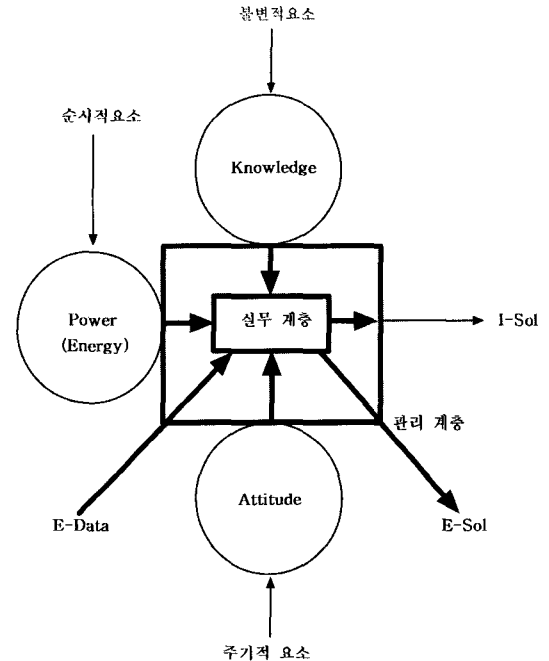 불변적요소
순시적요소
Knowledge
Power
(Energy)
실무 계층
I-Sol
관리 계층
Attitude
E-Data
E-Sol
주기적 요소